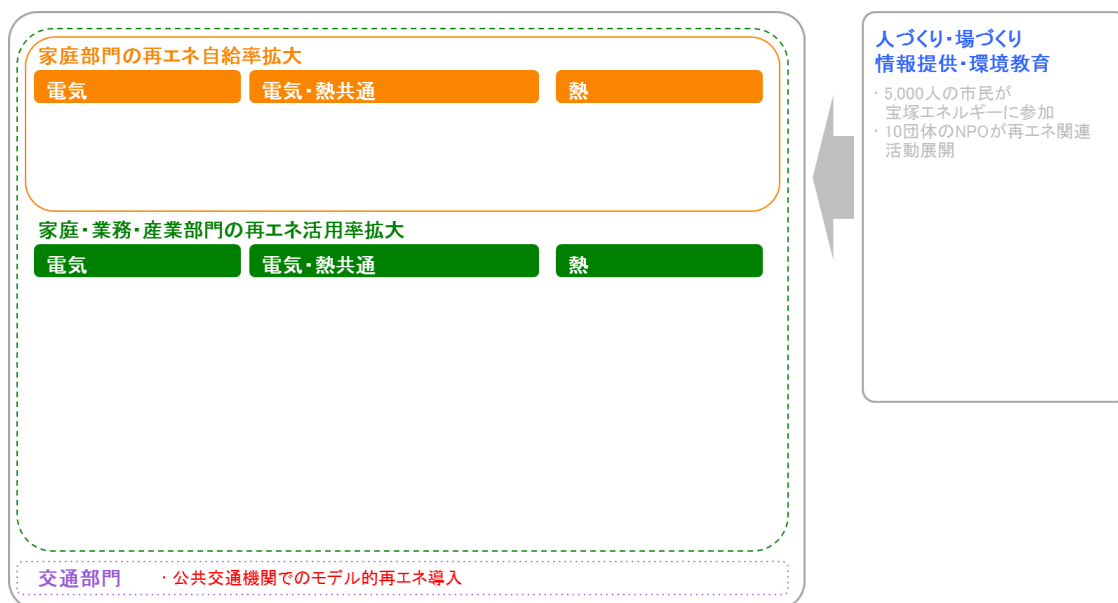 家庭部門の再エネ自給率拡大
電気
電気・熱共通
熱
家庭・業務・産業部門の再エネ活用率拡大
電気
電気・熱共通
熱
交通部門
・公共交通機関でのモデル的再エネ導入
人づくり・場づくり
情報提供・環境教育
・5,000人の市民が
宝塚エネルギーに参加
・10団体のNPOが再エネ関連
活動展開